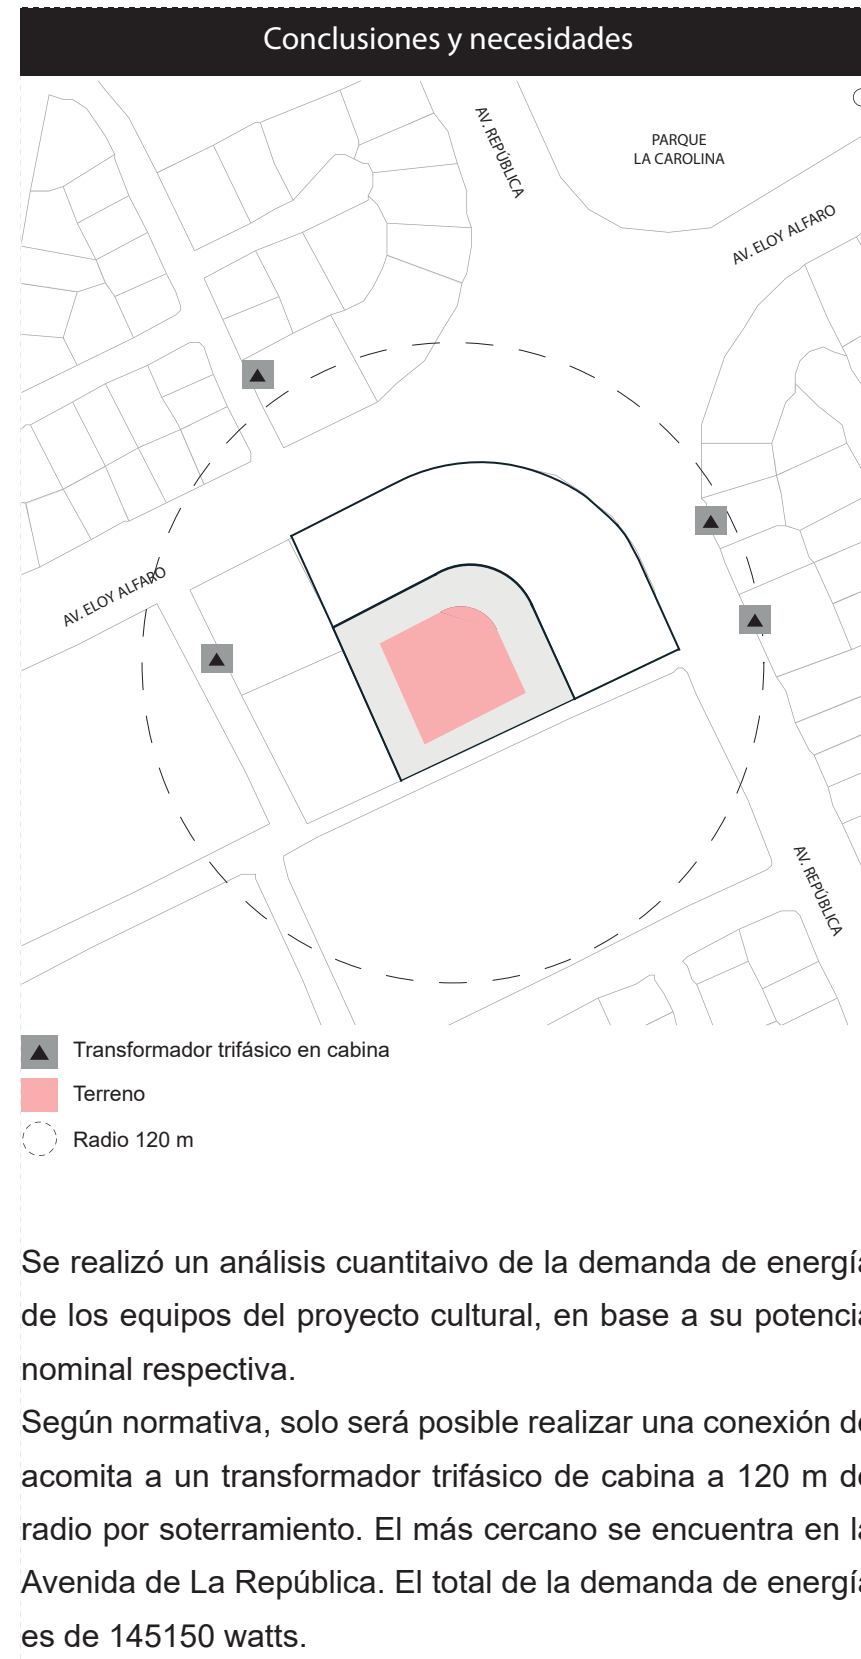 Conclusiones y necesidades
AV. REPÚBLICA
PARQUE
LA CAROLINA
AV. ELOY ALFARO
AV. ELOY ALFARO
AV. REPÚBLICA
Transformador trifásico en cabina
Terreno
Radio 120 m
Se realizó un análisis cuantitaivo de la demanda de energía
de los equipos del proyecto cultural, en base a su potencia
nominal respectiva.
Según normativa, solo será posible realizar una conexión de
acomita a un transformador trifásico de cabina a 120 m de
radio por soterramiento. El más cercano se encuentra en la
Avenida de La República. El total de la demanda de energía
es de 145150 watts.